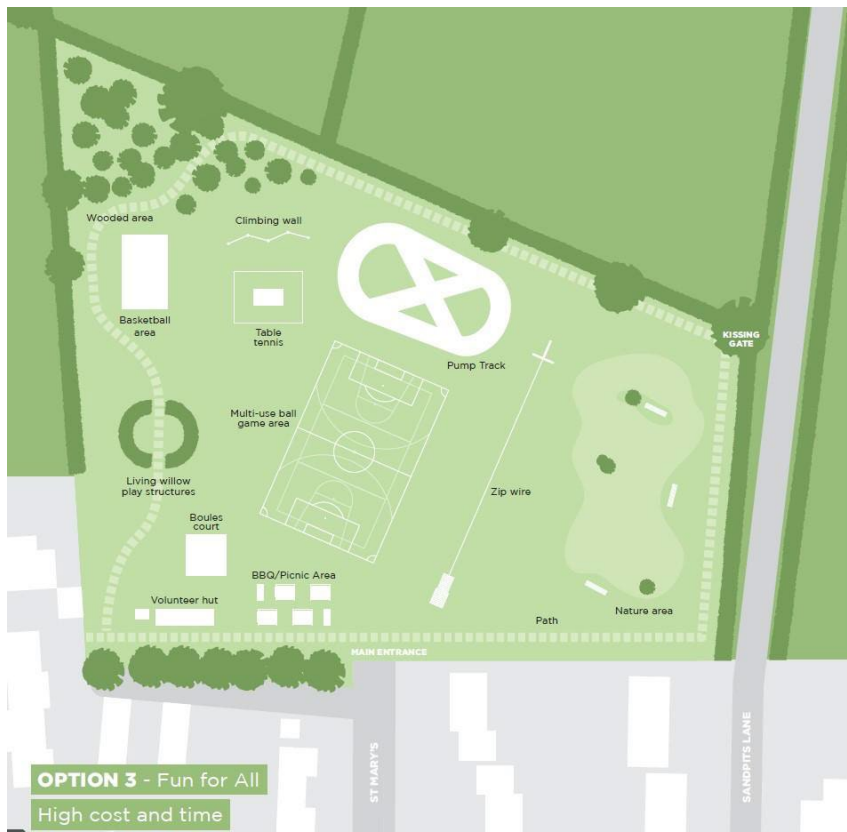 Wooded area
Climbing wall
Basketball
area
Table
tennis
Pump Track
KISSING
GATE
Multi-use ball
game area
Living willow
play structures
Zip wire
Boules
court
BBQ/Picnic Area
Volunteer hut
Nature area
Path
MAIN ENTRANCE
ST MARY'S
SANDPITS LANE
OPTION 3 - Fun for All
High cost and time